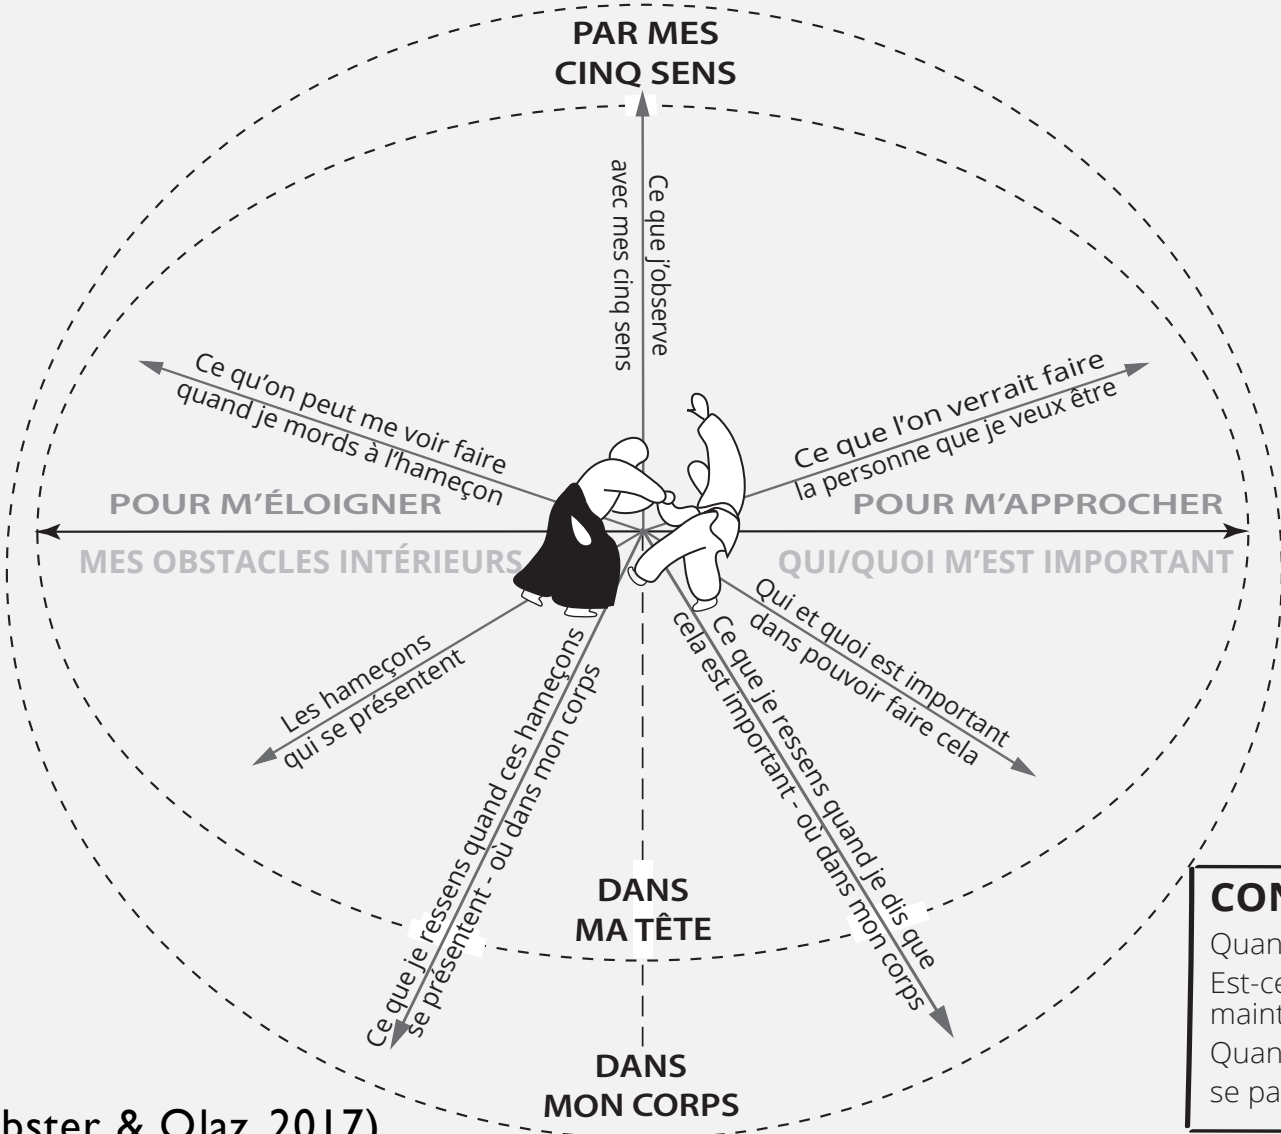 PAR MES
CINQ SENS
Ce que j'observe
avec mes cinq sens
Ce qu'on peut me voir faire
quand je mords à l'hameçon
Ce que l'on verrait faire
la personne que je veux être
POUR M'ÉLOIGNER
POUR M'APPROCHER
MES OBSTACLES INTÉRIEURS
QUI/QUOI M'EST IMPORTANT
Les hameçons
qui se présentent
Qui et quoi est important
dans pouvoir faire cela
Ce que je ressens quand ces hameçons
se présentent - où dans mon corps
Ce que je ressens quand je dis que
cela est important - où dans mon corps
DANS
MA TÊTE
DANS
MON CORPS
CON
Quan
Est-ce
maint
Quan
se pa
bster & Olaz, 2017)